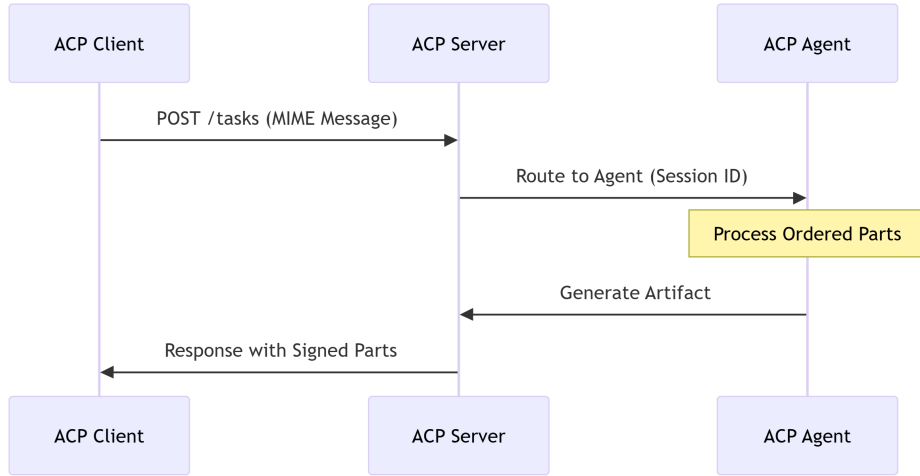 ACP Client
ACP Server
ACP Agent
POST /tasks (MIME Message)
Route to Agent (Session ID)
Process Ordered Parts
Generate Artifact
Response with Signed Parts
ACP Client
ACP Server
ACP Agent